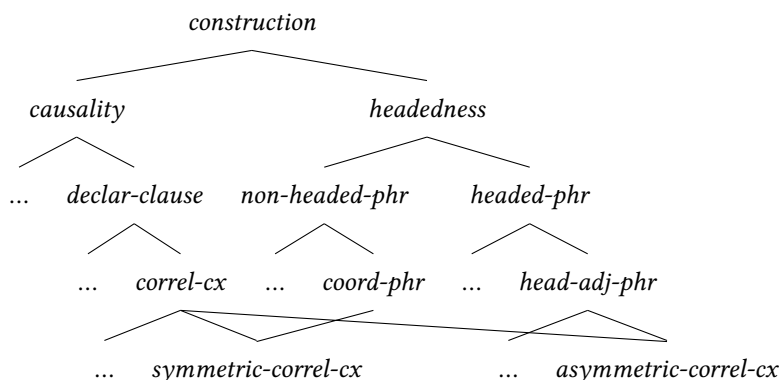 construction
causality headedness
... declar-clause non-headed-phr headed-phr
... correl-cx ... coord-phr ... head-adj-phr
... symmetric-correl-cx ... asymmetric-correl-cx